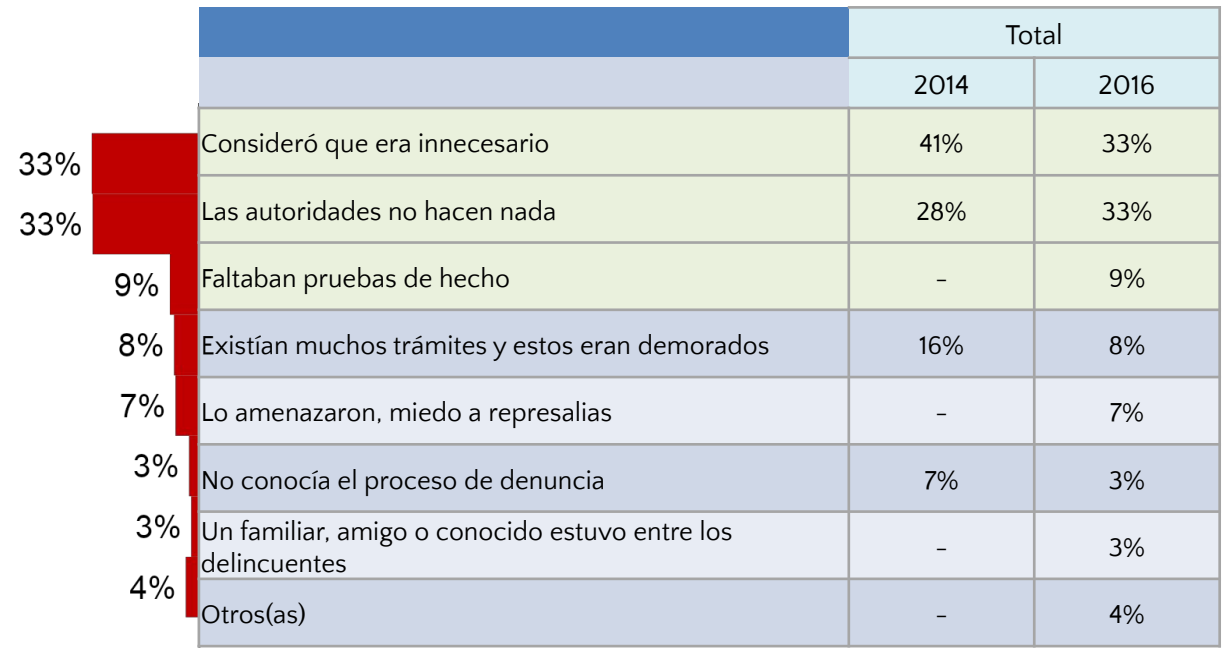 Total
2014 2016
33% Consideró que era innecesario 41% 33%
33% Las autoridades no hacen nada 28% 33%
9% Faltaban pruebas de hecho - 9%
8% Existían muchos trámites y estos eran demorados 16% 8%
7% Lo amenazaron, miedo a represalias - 7%
3% No conocía el proceso de denuncia 7% 3%
3% Un familiar, amigo o conocido estuvo entre los
delincuentes - 3%
4% Otros(as) - 4%